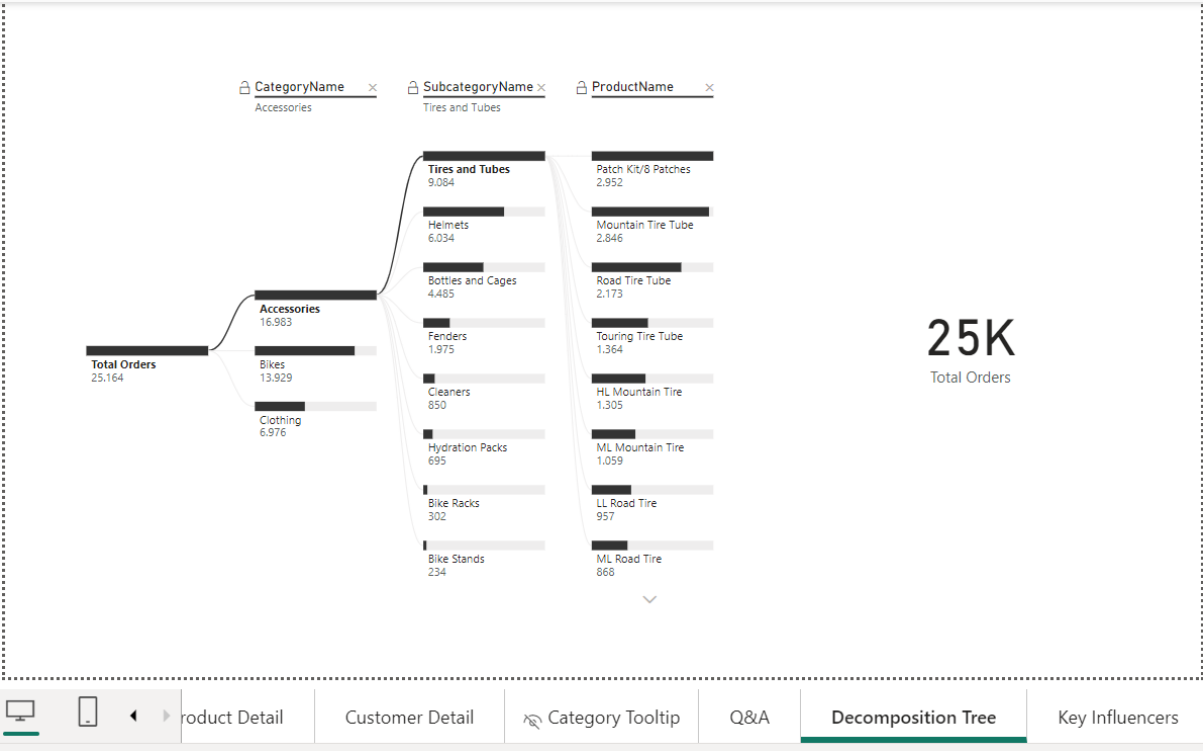 CategoryName
Accessories
SubcategoryName
Tires and Tubes
ProductName
Total Orders
25.164
Accessories
16.983
Bikes
13.929
Clothing
6.976
Tires and Tubes
9.084
Helmets
6.034
Bottles and Cages
4.485
Fenders
1.975
Cleaners
850
Hydration Packs
695
Bike Racks
302
Bike Stands
234
Patch Kit/8 Patches
2.952
Mountain Tire Tube
2.846
Road Tire Tube
2.173
Touring Tire Tube
1.364
HL Mountain Tire
1.305
ML Mountain Tire
1.059
LL Road Tire
957
ML Road Tire
868
25K
Total Orders
roduct Detail
Customer Detail
Category Tooltip
Q&A
Decomposition Tree
Key Influencers